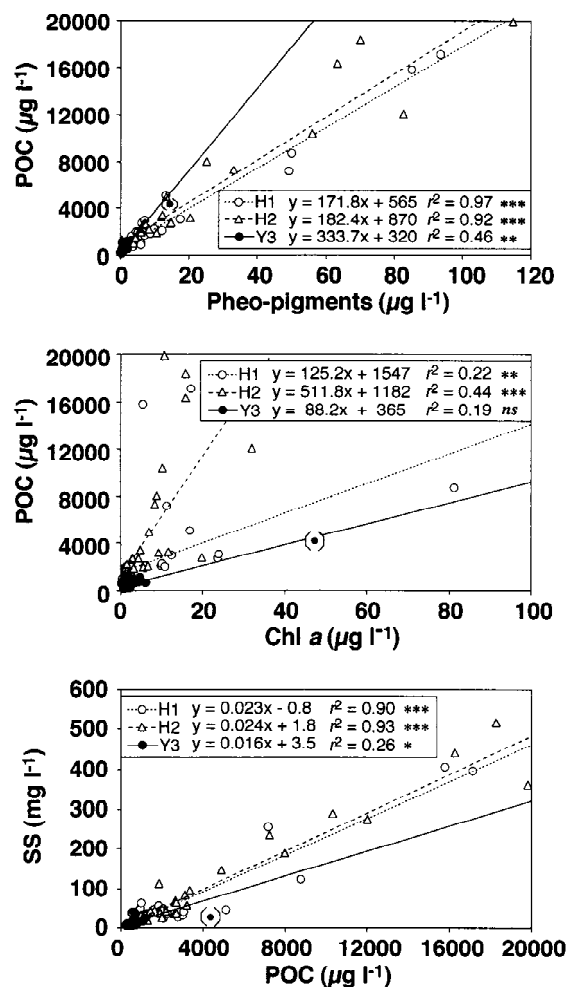 20000
16000
12000
8000
4000
0
POC (µg l⁻¹)
H1 y = 171.8x + 565 r² = 0.97 ***
H2 y = 182.4x + 870 r² = 0.92 ***
Y3 y = 333.7x + 320 r² = 0.46 **
0 20 40 60 80 100 120
Pheo-pigments (µg l⁻¹)
20000
16000
12000
8000
4000
0
POC (µg l⁻¹)
H1 y = 125.2x + 1547 r² = 0.22 **
H2 y = 511.8x + 1182 r² = 0.44 ***
Y3 y = 88.2x + 365 r² = 0.19 ns
0 20 40 60 80 100
Chl a (µg l⁻¹)
600
500
400
300
200
100
0
SS (mg l⁻¹)
H1 y = 0.023x - 0.8 r² = 0.90 ***
H2 y = 0.024x + 1.8 r² = 0.93 ***
Y3 y = 0.016x + 3.5 r² = 0.26 *
0 4000 8000 12000 16000 20000
POC (µg l⁻¹)